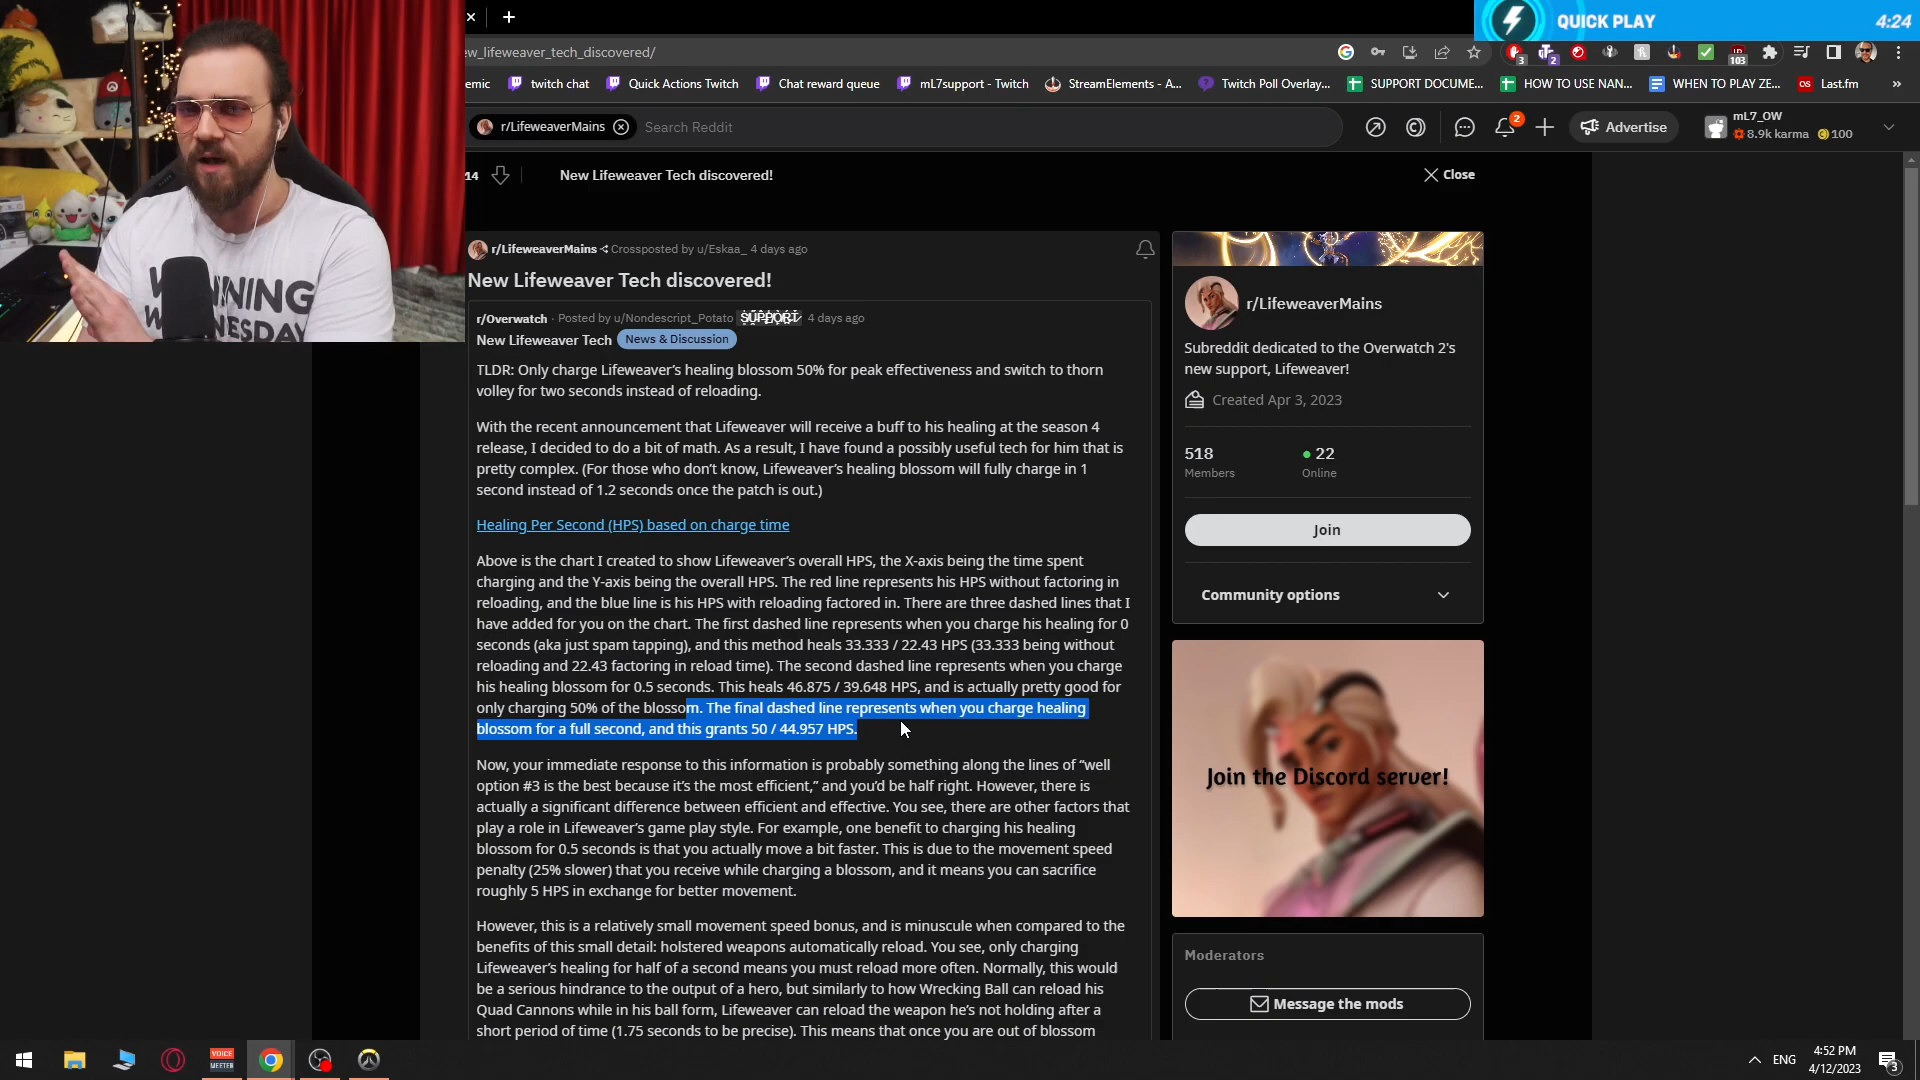 QUICK PLAY
4:24
ew_lifeweaver_tech_discovered/
3
2
103
emic
twitch chat
Quick Actions Twitch
Chat reward queue
mL7support - Twitch
StreamElements - A...
Twitch Poll Overlay...
SUPPORT DOCUME...
HOW TO USE NAN...
WHEN TO PLAY ZE...
Last.fm
r/LifeweaverMains
Search Reddit
2
Advertise
mL7_OW
8.9k karma
100
14
New Lifeweaver Tech discovered!
Close
r/LifeweaverMains
Crossposted by u/Eskaa_ 4 days ago
New Lifeweaver Tech discovered!
r/Overwatch · Posted by u/Nondescript_Potato SUPPORT 4 days ago
New Lifeweaver Tech News & Discussion
TLDR: Only charge Lifeweaver's healing blossom 50% for peak effectiveness and switch to thorn
volley for two seconds instead of reloading.
With the recent announcement that Lifeweaver will receive a buff to his healing at the season 4
release, I decided to do a bit of math. As a result, I have found a possibly useful tech for him that is
pretty complex. (For those who don't know, Lifeweaver's healing blossom will fully charge in 1
second instead of 1.2 seconds once the patch is out.)
Healing Per Second (HPS) based on charge time
Above is the chart I created to show Lifeweaver's overall HPS, the X-axis being the time spent
charging and the Y-axis being the overall HPS. The red line represents his HPS without factoring in
reloading, and the blue line is his HPS with reloading factored in. There are three dashed lines that I
have added for you on the chart. The first dashed line represents when you charge his healing for 0
seconds (aka just spam tapping), and this method heals 33.333 / 22.43 HPS (33.333 being without
reloading and 22.43 factoring in reload time). The second dashed line represents when you charge
his healing blossom for 0.5 seconds. This heals 46.875 / 39.648 HPS, and is actually pretty good for
only charging 50% of the blossom. The final dashed line represents when you charge healing
blossom for a full second, and this grants 50 / 44.957 HPS.
Now, your immediate response to this information is probably something along the lines of “well
option #3 is the best because it's the most efficient,” and you'd be half right. However, there is
actually a significant difference between efficient and effective. You see, there are other factors that
play a role in Lifeweaver's game play style. For example, one benefit to charging his healing
blossom for 0.5 seconds is that you actually move a bit faster. This is due to the movement speed
penalty (25% slower) that you receive while charging a blossom, and it means you can sacrifice
roughly 5 HPS in exchange for better movement.
However, this is a relatively small movement speed bonus, and is minuscule when compared to the
benefits of this small detail: holstered weapons automatically reload. You see, only charging
Lifeweaver's healing for half of a second means you must reload more often. Normally, this would
be a serious hindrance to the output of a hero, but similarly to how Wrecking Ball can reload his
Quad Cannons while in his ball form, Lifeweaver can reload the weapon he's not holding after a
short period of time (1.75 seconds to be precise). This means that once you are out of blossom
r/LifeweaverMains
Subreddit dedicated to the Overwatch 2's
new support, Lifeweaver!
Created Apr 3, 2023
518
22
Members
Online
Join
Community options
Join the Discord server!
Moderators
Message the mods
VOICE
MEETER
ENG
4:52 PM
4/12/2023
3